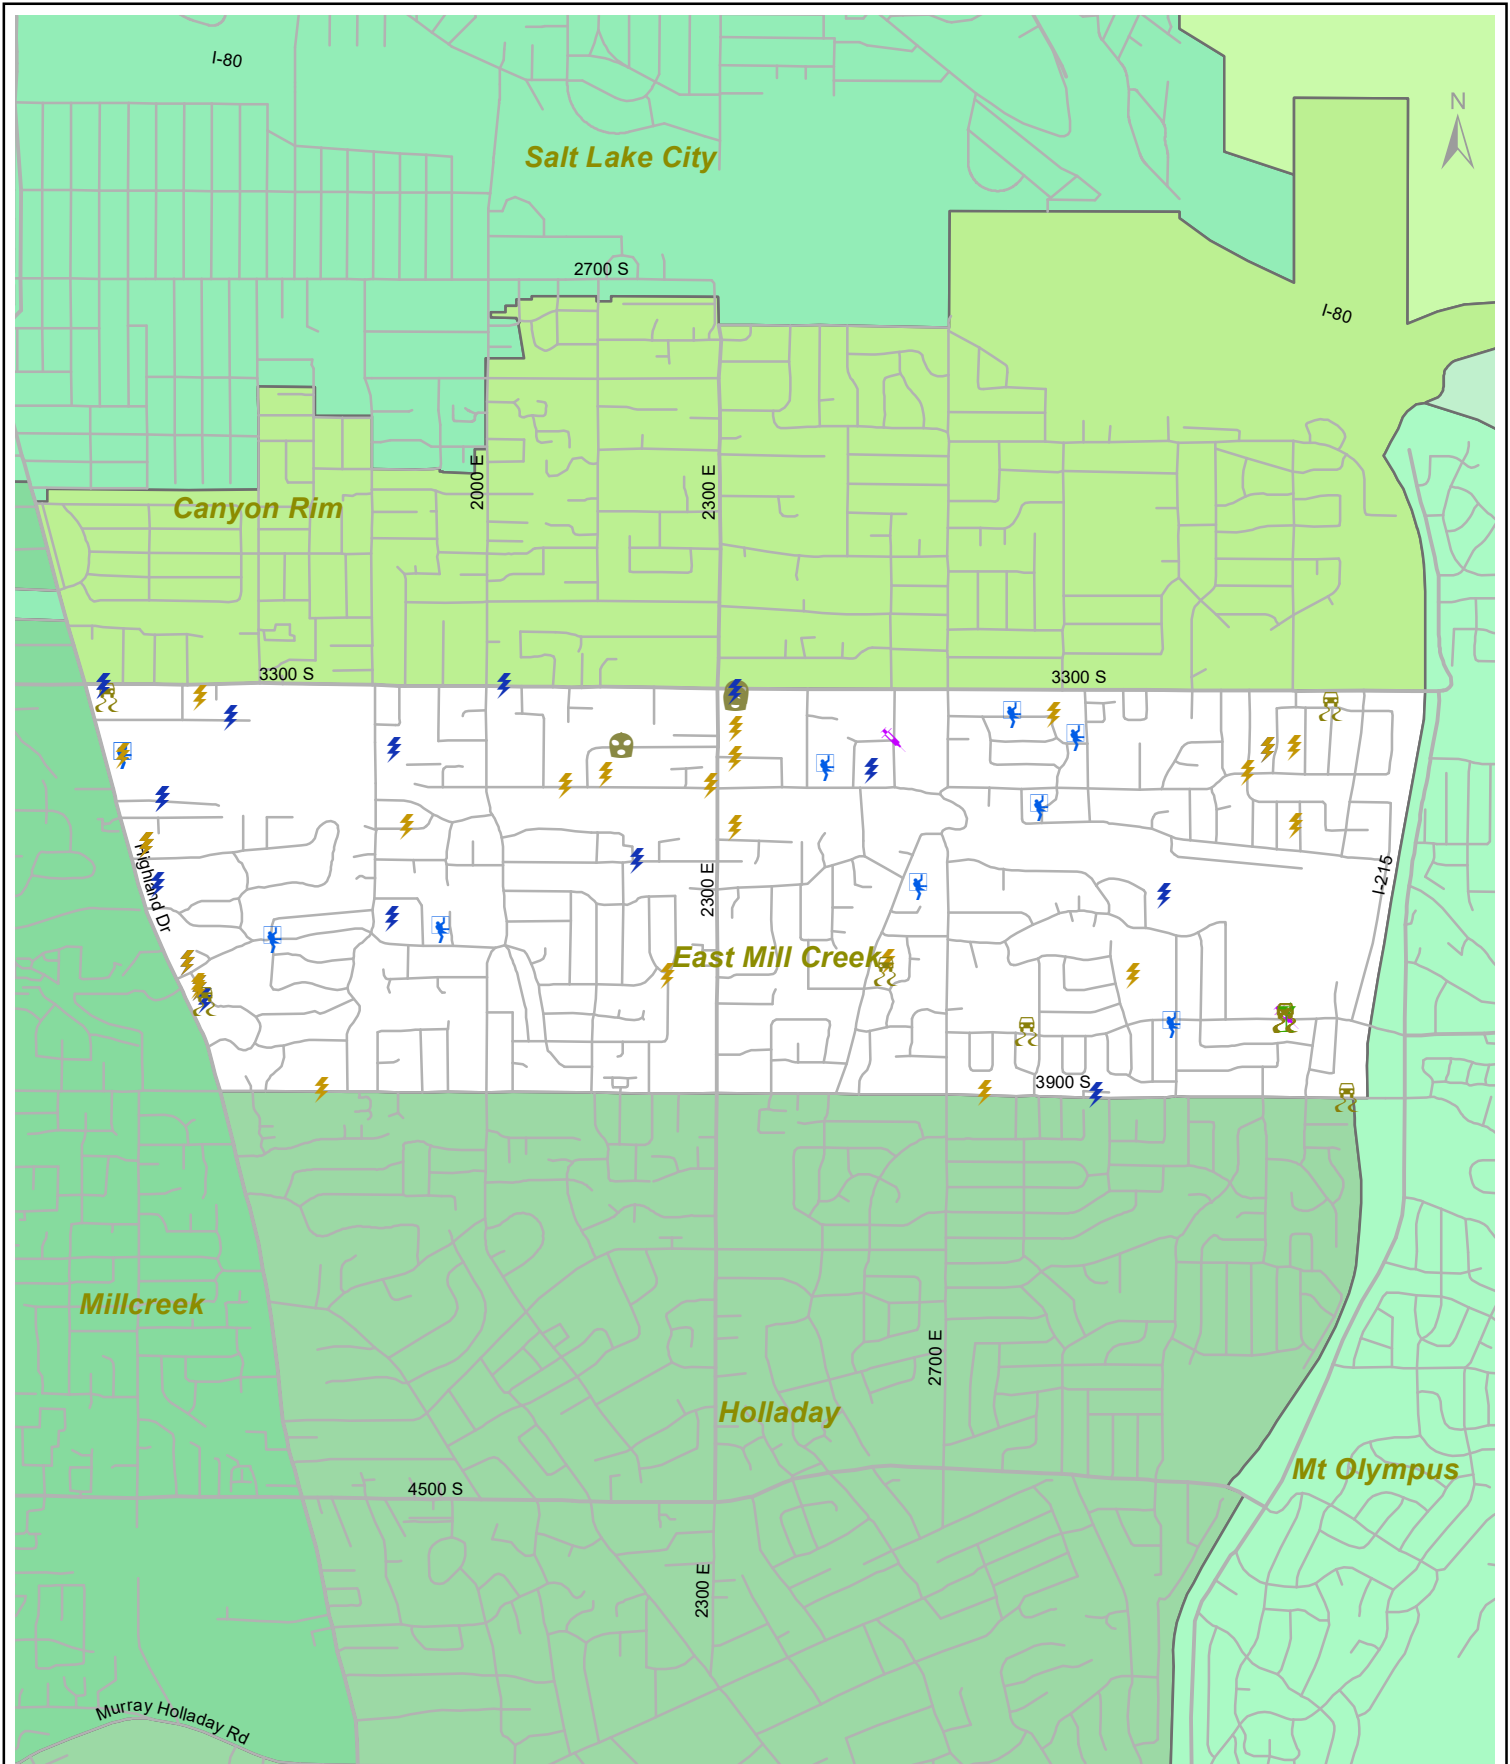 I-80
N
Salt Lake City
2700 S
I-80
2000 E
2300 E
Canyon Rim
3300 S
3300 S
Highland Dr
2300 E
I-215
East Mill Creek
3900 S
Millcreek
2700 E
Holladay
Mt Olympus
4500 S
2300 E
Murray Holladay Rd